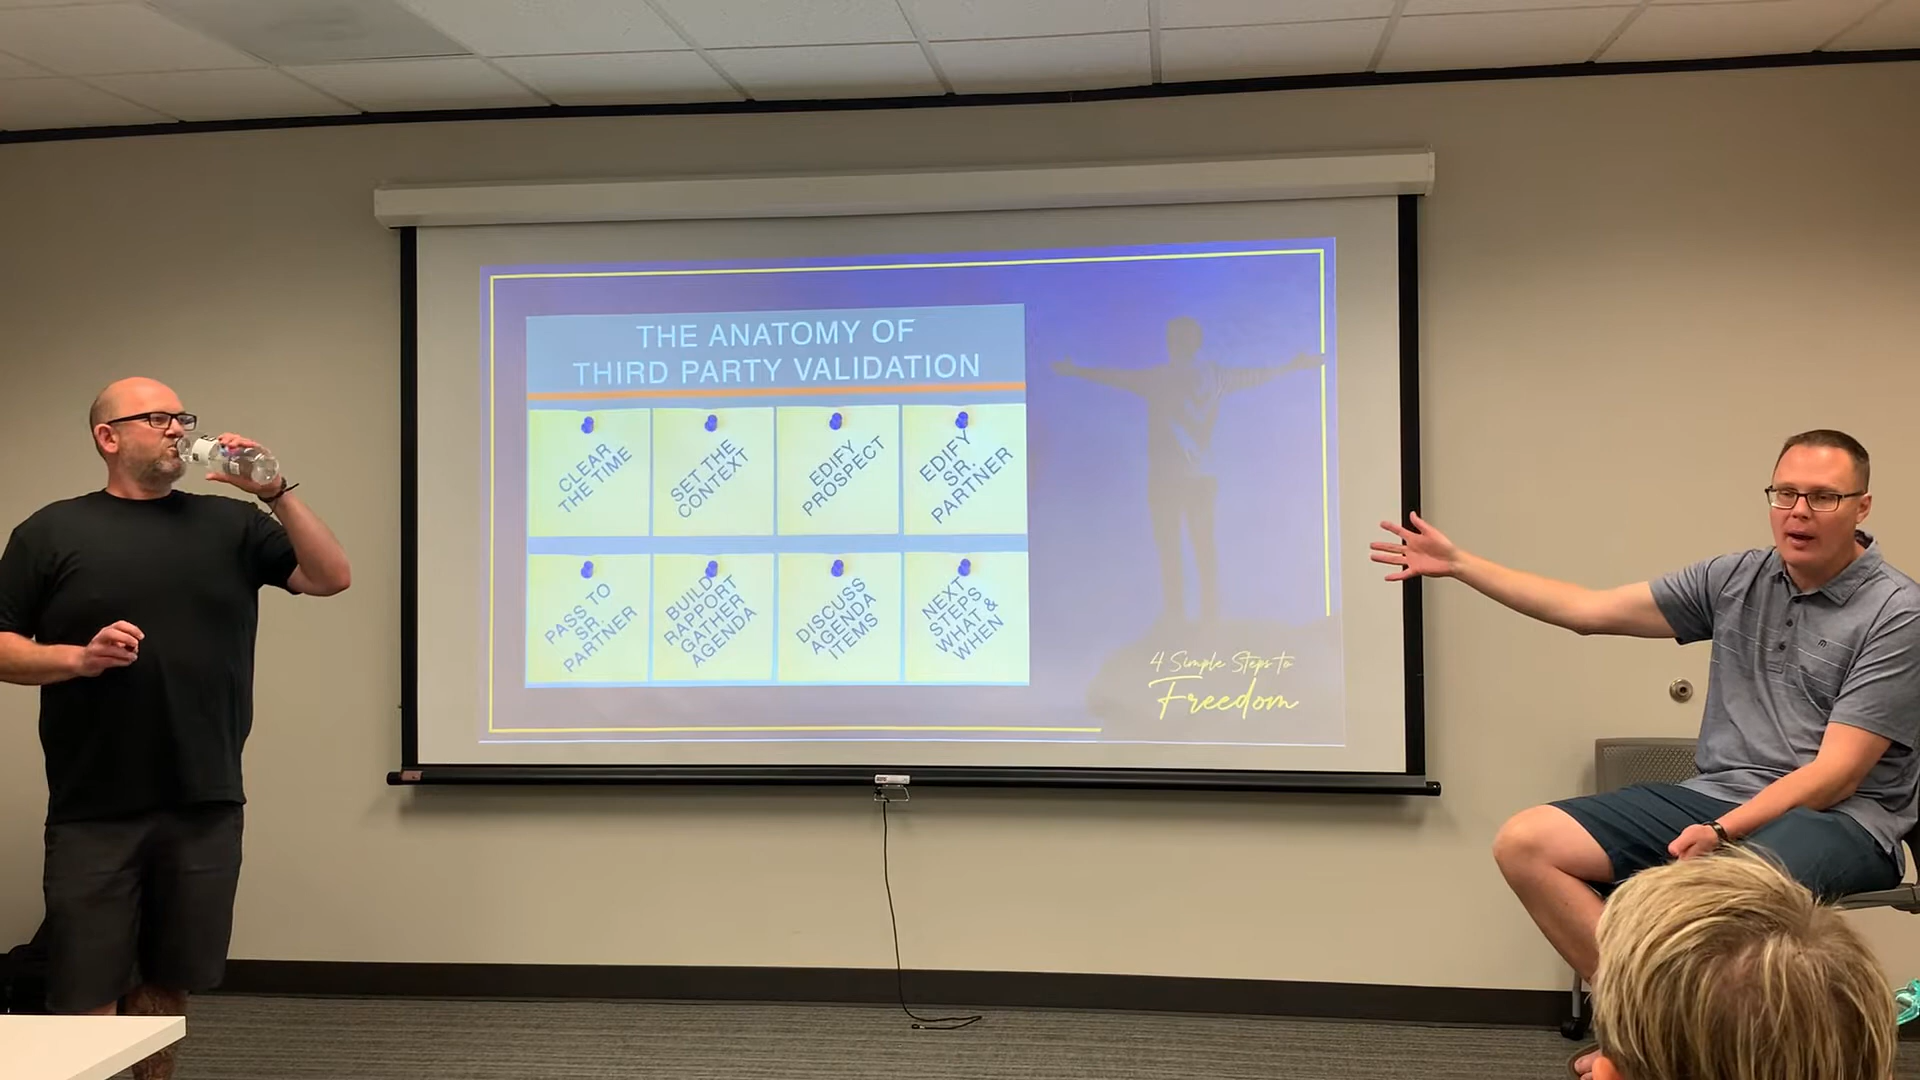 THE ANATOMY OF
THIRD PARTY VALIDATION
CLEAR
THE TIME
SET THE
CONTEXT
EDIFY
PROSPECT
EDIFY
SR.
PARTNER
PASS TO
SR.
PARTNER
BUILD
RAPPORT
GATHER
AGENDA
DISCUSS
AGENDA
ITEMS
NEXT
STEPS
WHAT &
WHEN
4 Simple Steps to
Freedom